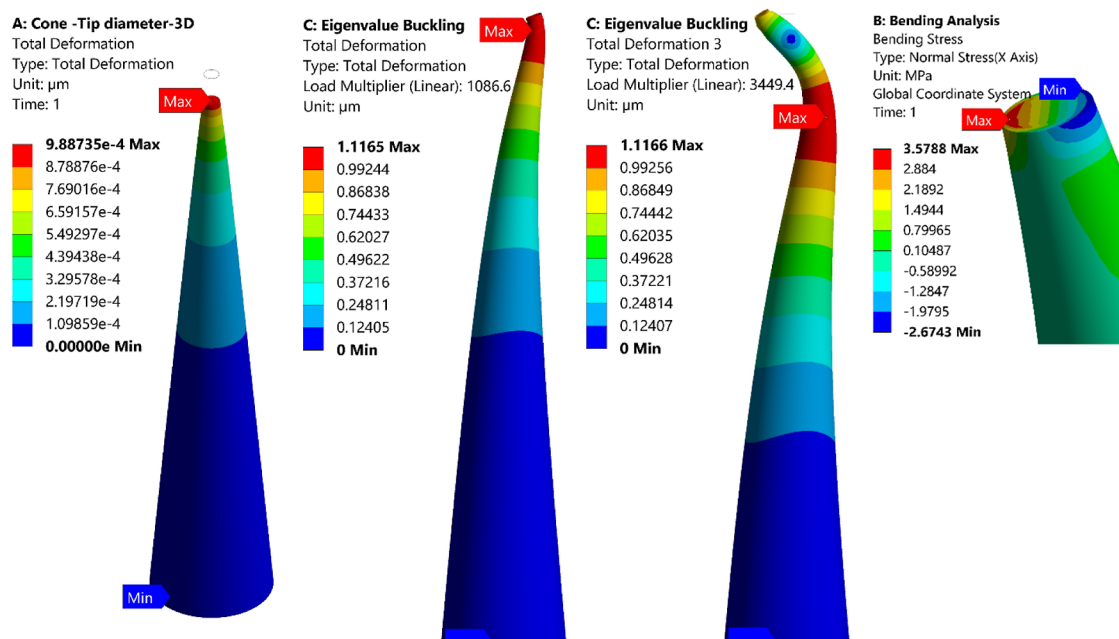 A: Cone -Tip diameter-3D
Total Deformation
Type: Total Deformation
Unit: µm
Time: 1
Max
9.88735e-4 Max
8.78876e-4
7.69016e-4
6.59157e-4
5.49297e-4
4.39438e-4
3.29578e-4
2.19719e-4
1.09859e-4
0.00000e Min
Min
C: Eigenvalue Buckling
Total Deformation
Type: Total Deformation
Load Multiplier (Linear): 1086.6
Unit: µm
Max
1.1165 Max
0.99244
0.86838
0.74433
0.62027
0.49622
0.37216
0.24811
0.12405
0 Min
C: Eigenvalue Buckling
Total Deformation 3
Type: Total Deformation
Load Multiplier (Linear): 3449.4
Unit: µm
Max
1.1166 Max
0.99256
0.86849
0.74442
0.62035
0.49628
0.37221
0.24814
0.12407
0 Min
B: Bending Analysis
Bending Stress
Type: Normal Stress(X Axis)
Unit: MPa
Global Coordinate System
Time: 1
Min
Max
3.5788 Max
2.884
2.1892
1.4944
0.79965
0.10487
-0.58992
-1.2847
-1.9795
-2.6743 Min